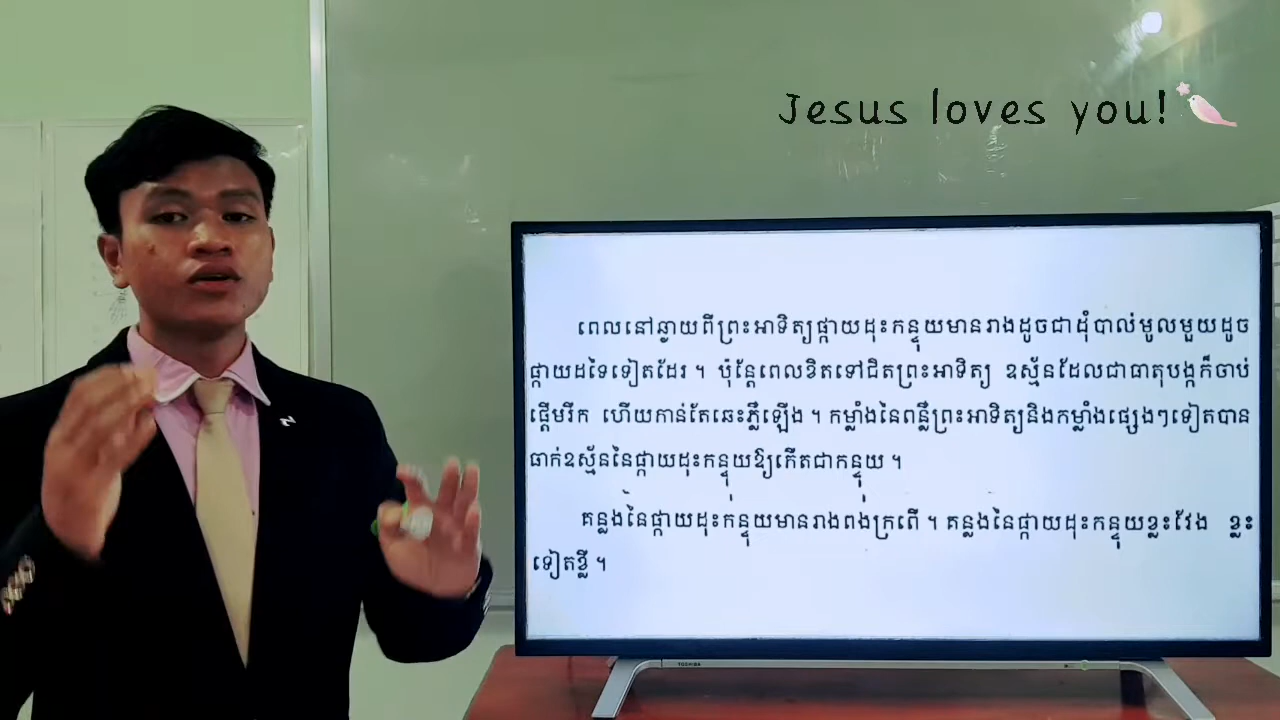 Jesus loves you!
ពេលនៅឆ្ងាយពីព្រះអាទិត្យផ្កាយដុះកន្ទុយមានរាងដូចជាដុំបាល់មូលមួយដូច
ផ្កាយដទៃទៀតដែរ ។ ប៉ុន្តែពេលខិតទៅជិតព្រះអាទិត្យ ឧស្ម័នដែលជាធាតុបង្កក៏ចាប់
ផ្ដើមរីក ហើយកាន់តែឆេះភ្លឺឡើង ។ កម្លាំងនៃពន្លឺព្រះអាទិត្យនិងកម្លាំងផ្សេងៗទៀតបាន
ធាក់ឧស្ម័ននៃផ្កាយដុះកន្ទុយឱ្យកើតជាកន្ទុយ ។
គន្លងនៃផ្កាយដុះកន្ទុយមានរាងពងក្រពើ ។ គន្លងនៃផ្កាយដុះកន្ទុយខ្លះវែង ខ្លះ
ទៀតខ្លី ។
TOSHIBA